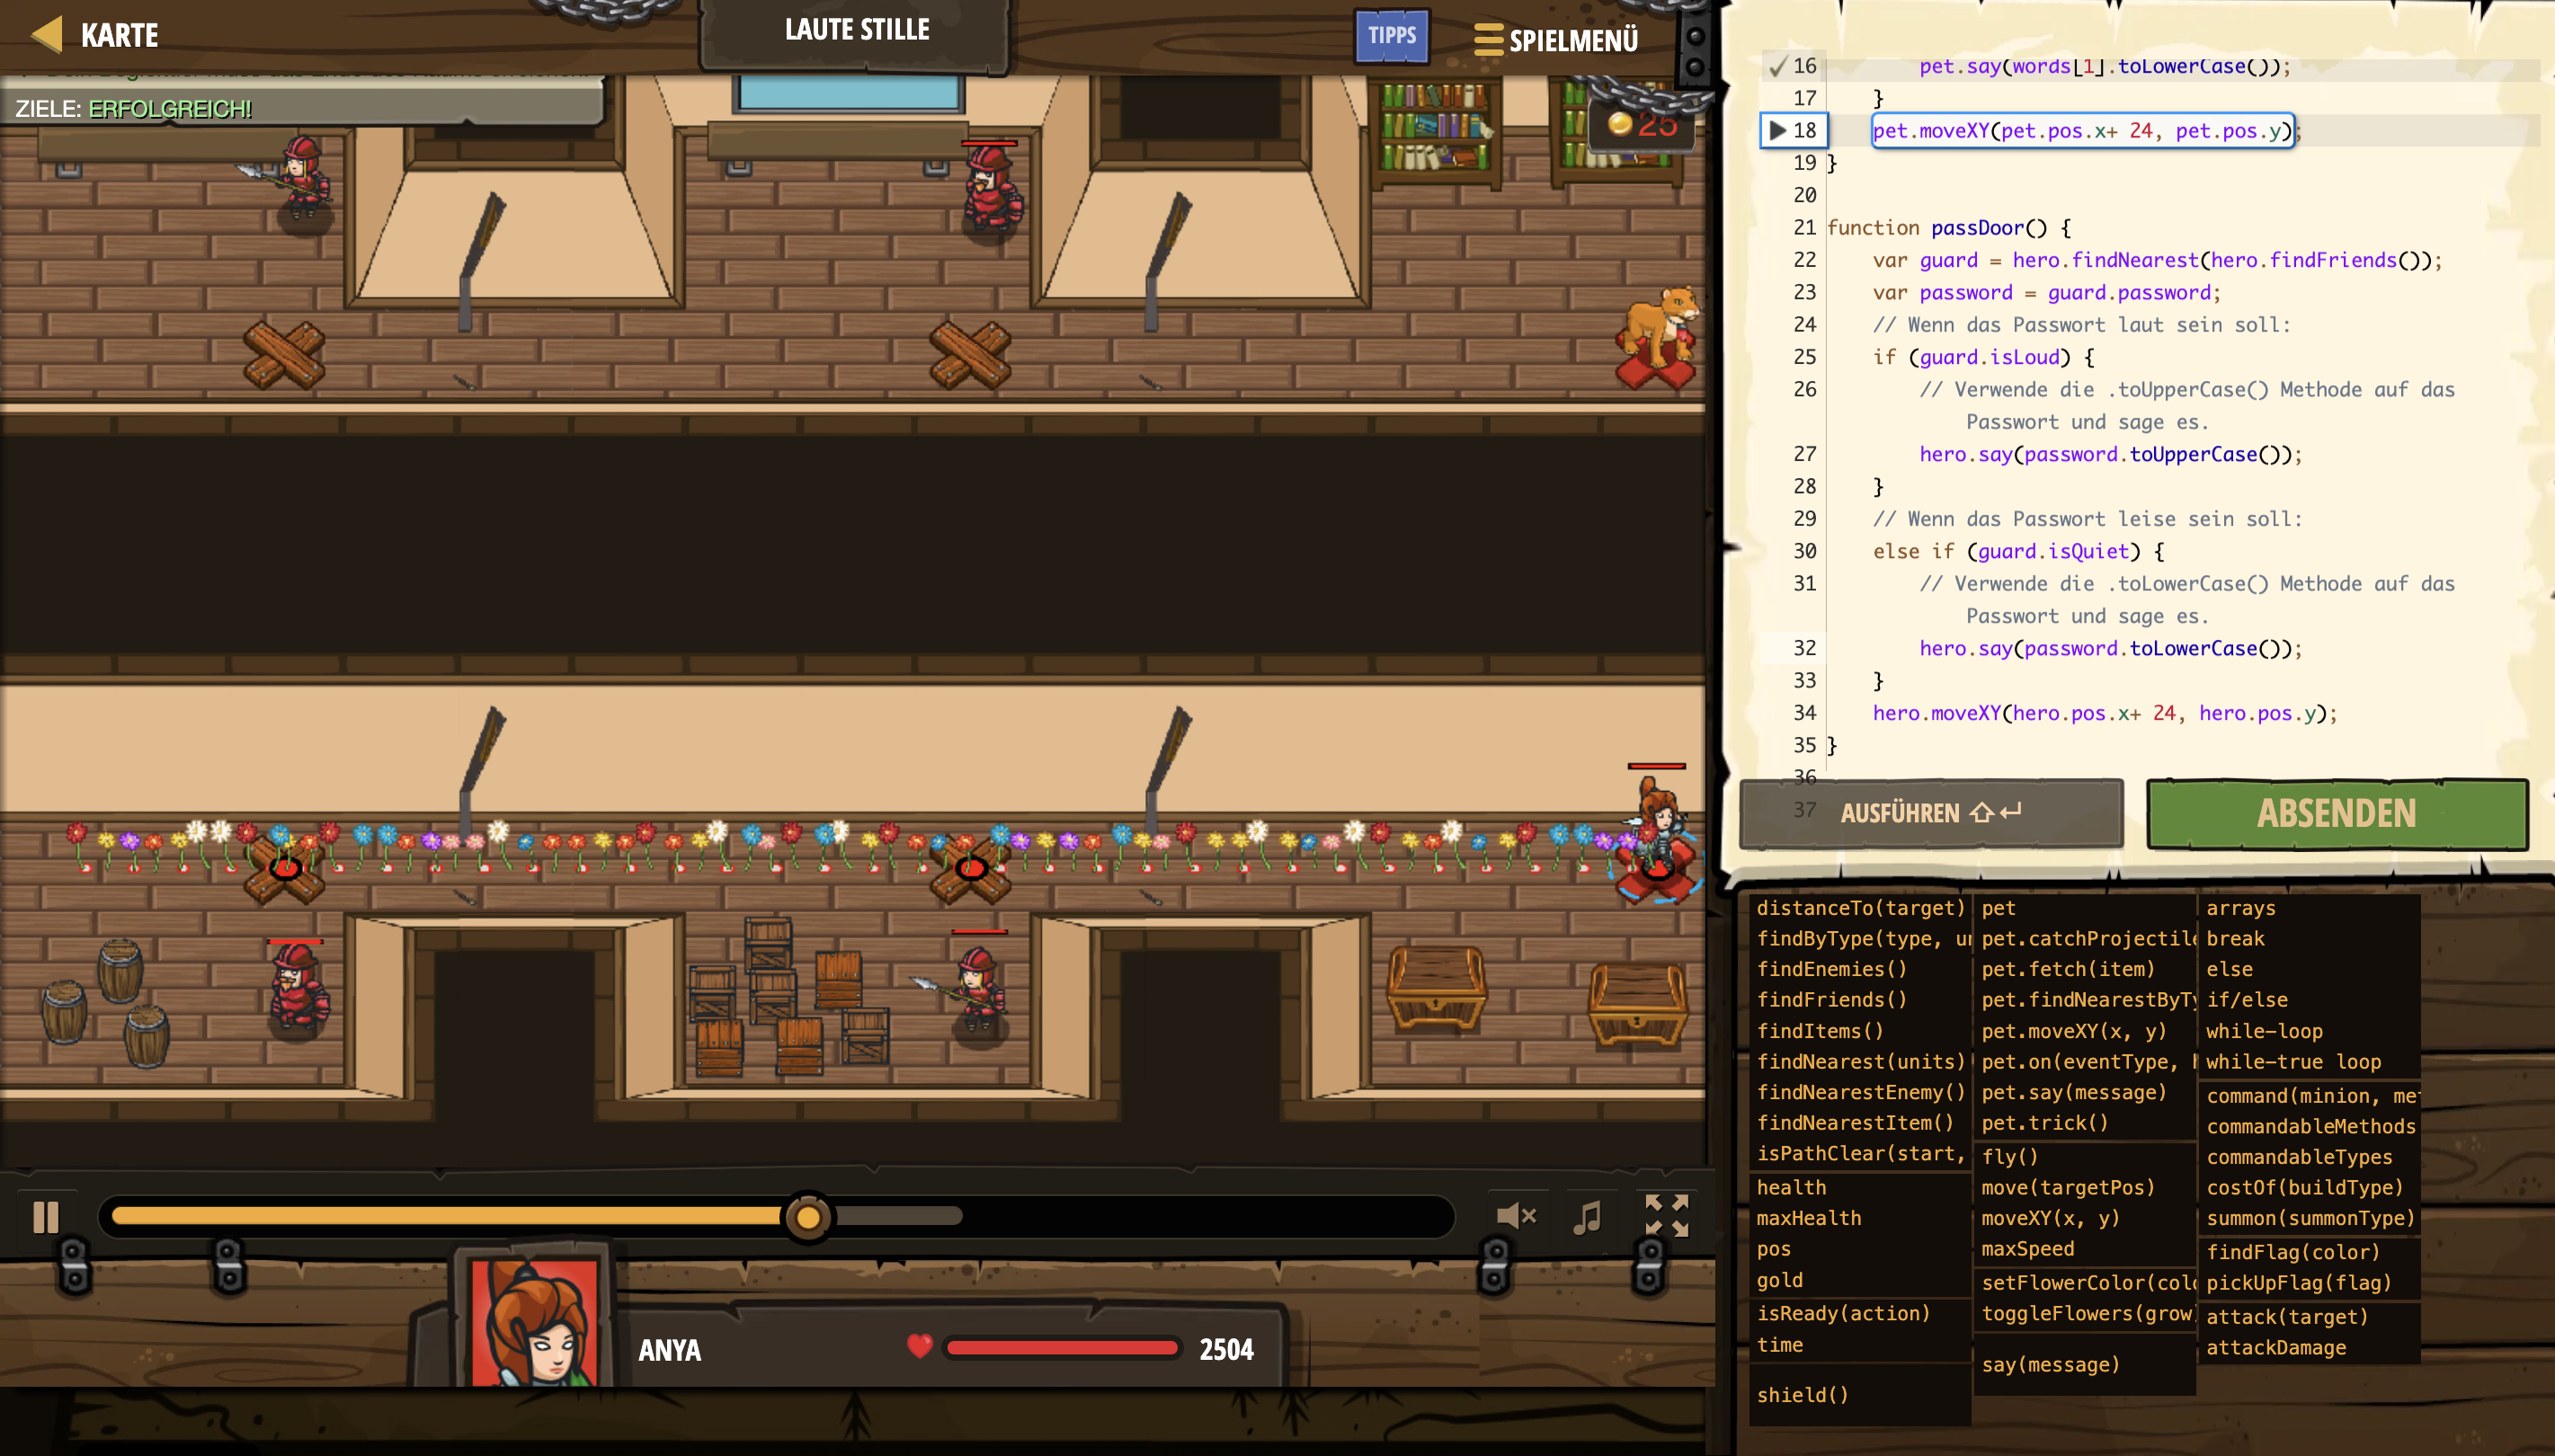 KARTE
LAUTE STILLE
TIPPS
SPIELMENÜ
ZIELE: ERFOLGREICH!
25
16 pet.say(words[1].toLowerCase());
17 }
18 pet.moveXY(pet.pos.x+ 24, pet.pos.y);
19 }
20
21 function passDoor() {
22 var guard = hero.findNearest(hero.findFriends());
23 var password = guard.password;
24 // Wenn das Passwort laut sein soll:
25 if (guard.isLoud) {
26 // Verwende die .toUpperCase() Methode auf das
Passwort und sage es.
27 hero.say(password.toUpperCase());
28 }
29 // Wenn das Passwort leise sein soll:
30 else if (guard.isQuiet) {
31 // Verwende die .toLowerCase() Methode auf das
Passwort und sage es.
32 hero.say(password.toLowerCase());
33 }
34 hero.moveXY(hero.pos.x+ 24, hero.pos.y);
35 }
36
37
AUSFÜHREN
ABSENDEN
distanceTo(target)
findByType(type, u
findEnemies()
findFriends()
findItems()
findNearest(units)
findNearestEnemy()
findNearestItem()
isPathClear(start,
health
maxHealth
pos
gold
isReady(action)
time
shield()
pet
pet.catchProjectile
pet.fetch(item)
pet.findNearestByTy
pet.moveXY(x, y)
pet.on(eventType, h
pet.say(message)
pet.trick()
fly()
move(targetPos)
moveXY(x, y)
maxSpeed
setFlowerColor(colo
toggleFlowers(grow)
say(message)
arrays
break
else
if/else
while-loop
while-true loop
command(minion, met
commandableMethods
commandableTypes
costOf(buildType)
summon(summonType)
findFlag(color)
pickUpFlag(flag)
attack(target)
attackDamage
ANYA
2504